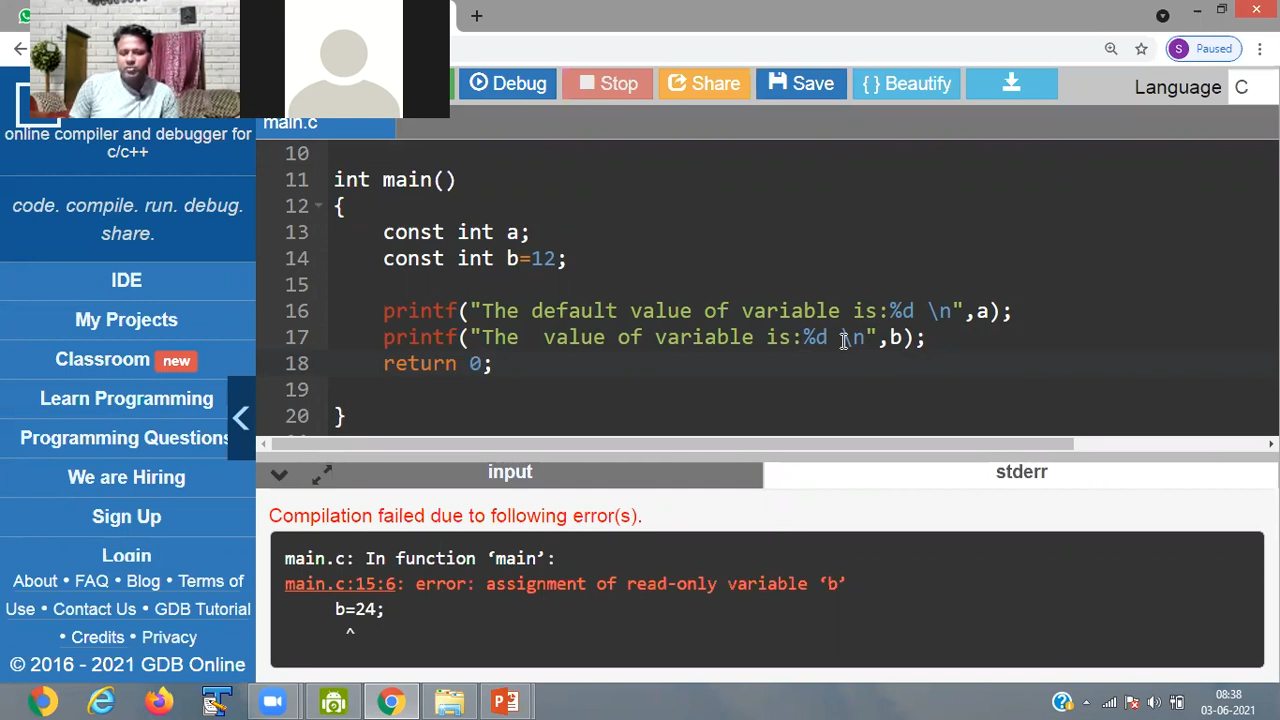 S Paused
Debug Stop Share Save { } Beautify Language C
main.c
online compiler and debugger for
c/c++
code. compile. run. debug.
share.
IDE
My Projects
Classroom new
Learn Programming
Programming Questions
We are Hiring
Sign Up
Login
About • FAQ • Blog • Terms of
Use • Contact Us • GDB Tutorial
• Credits • Privacy
© 2016 - 2021 GDB Online
10
11 int main()
12 {
13 const int a;
14 const int b=12;
15
16 printf("The default value of variable is:%d \n",a);
17 printf("The  value of variable is:%d \n",b);
18 return 0;
19
20 }
input stderr
Compilation failed due to following error(s).
main.c: In function ‘main’:
main.c:15:6: error: assignment of read-only variable ‘b’
b=24;
^
08:38
03-06-2021